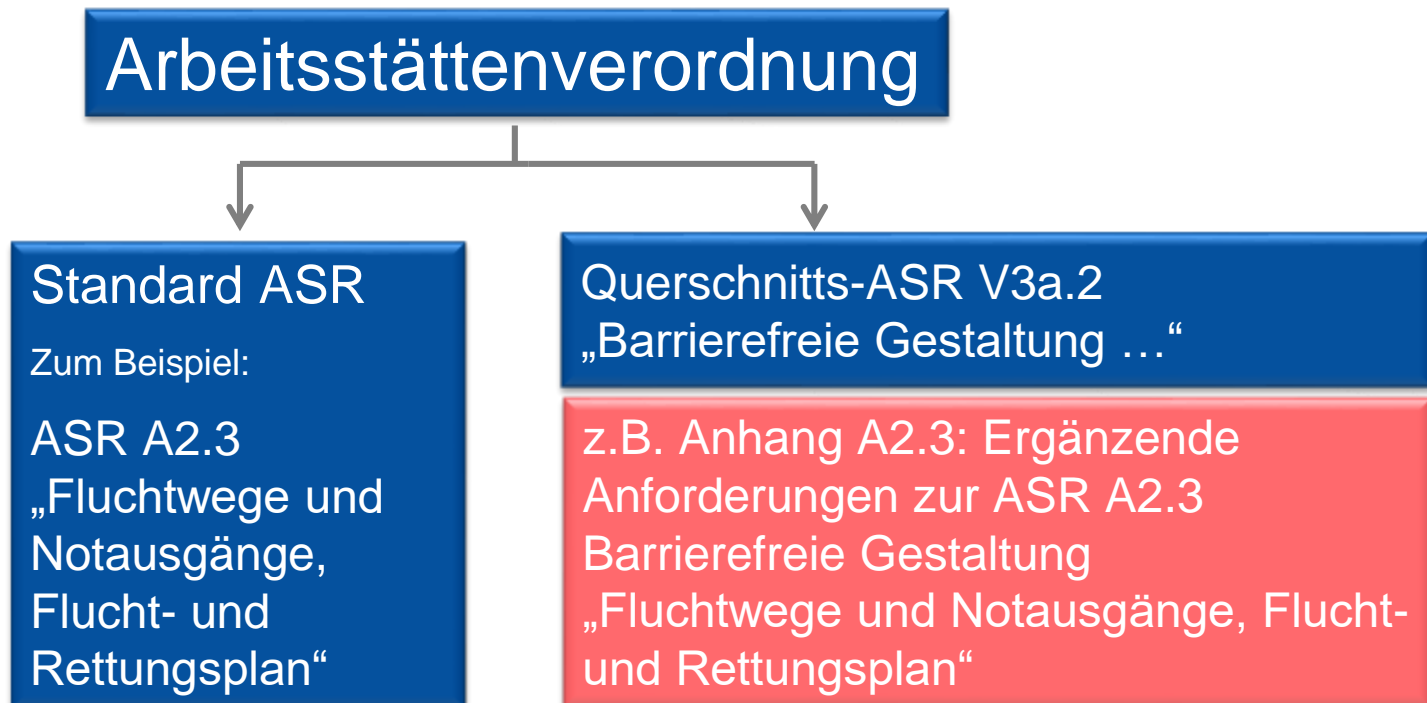 Arbeitsstättenverordnung
Standard ASR
Zum Beispiel:
ASR A2.3
„Fluchtwege und
Notausgänge,
Flucht- und
Rettungsplan“
Querschnitts-ASR V3a.2
„Barrierefreie Gestaltung …“
z.B. Anhang A2.3: Ergänzende
Anforderungen zur ASR A2.3
Barrierefreie Gestaltung
„Fluchtwege und Notausgänge, Flucht-
und Rettungsplan“